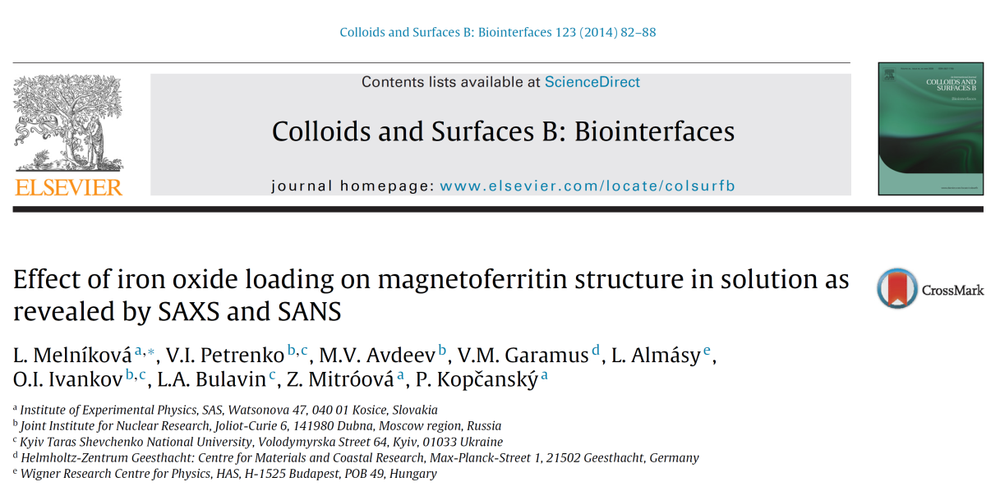 Colloids and Surfaces B: Biointerfaces 123 (2014) 82–88
Contents lists available at ScienceDirect
Colloids and Surfaces B: Biointerfaces
journal homepage: www.elsevier.com/locate/colsurfb
ELSEVIER
COLLOIDS AND
SURFACES B
Biointerfaces
Effect of iron oxide loading on magnetoferritin structure in solution as
revealed by SAXS and SANS
CrossMark
L. Melníková a,*, V.I. Petrenko b,c, M.V. Avdeev b, V.M. Garamus d, L. Almásy e,
O.I. Ivankov b,c, L.A. Bulavin c, Z. Mitróová a, P. Kopčanský a
a Institute of Experimental Physics, SAS, Watsonova 47, 040 01 Kosice, Slovakia
b Joint Institute for Nuclear Research, Joliot-Curie 6, 141980 Dubna, Moscow region, Russia
c Kyiv Taras Shevchenko National University, Volodymyrska Street 64, Kyiv, 01033 Ukraine
d Helmholtz-Zentrum Geesthacht: Centre for Materials and Coastal Research, Max-Planck-Street 1, 21502 Geesthacht, Germany
e Wigner Research Centre for Physics, HAS, H-1525 Budapest, POB 49, Hungary